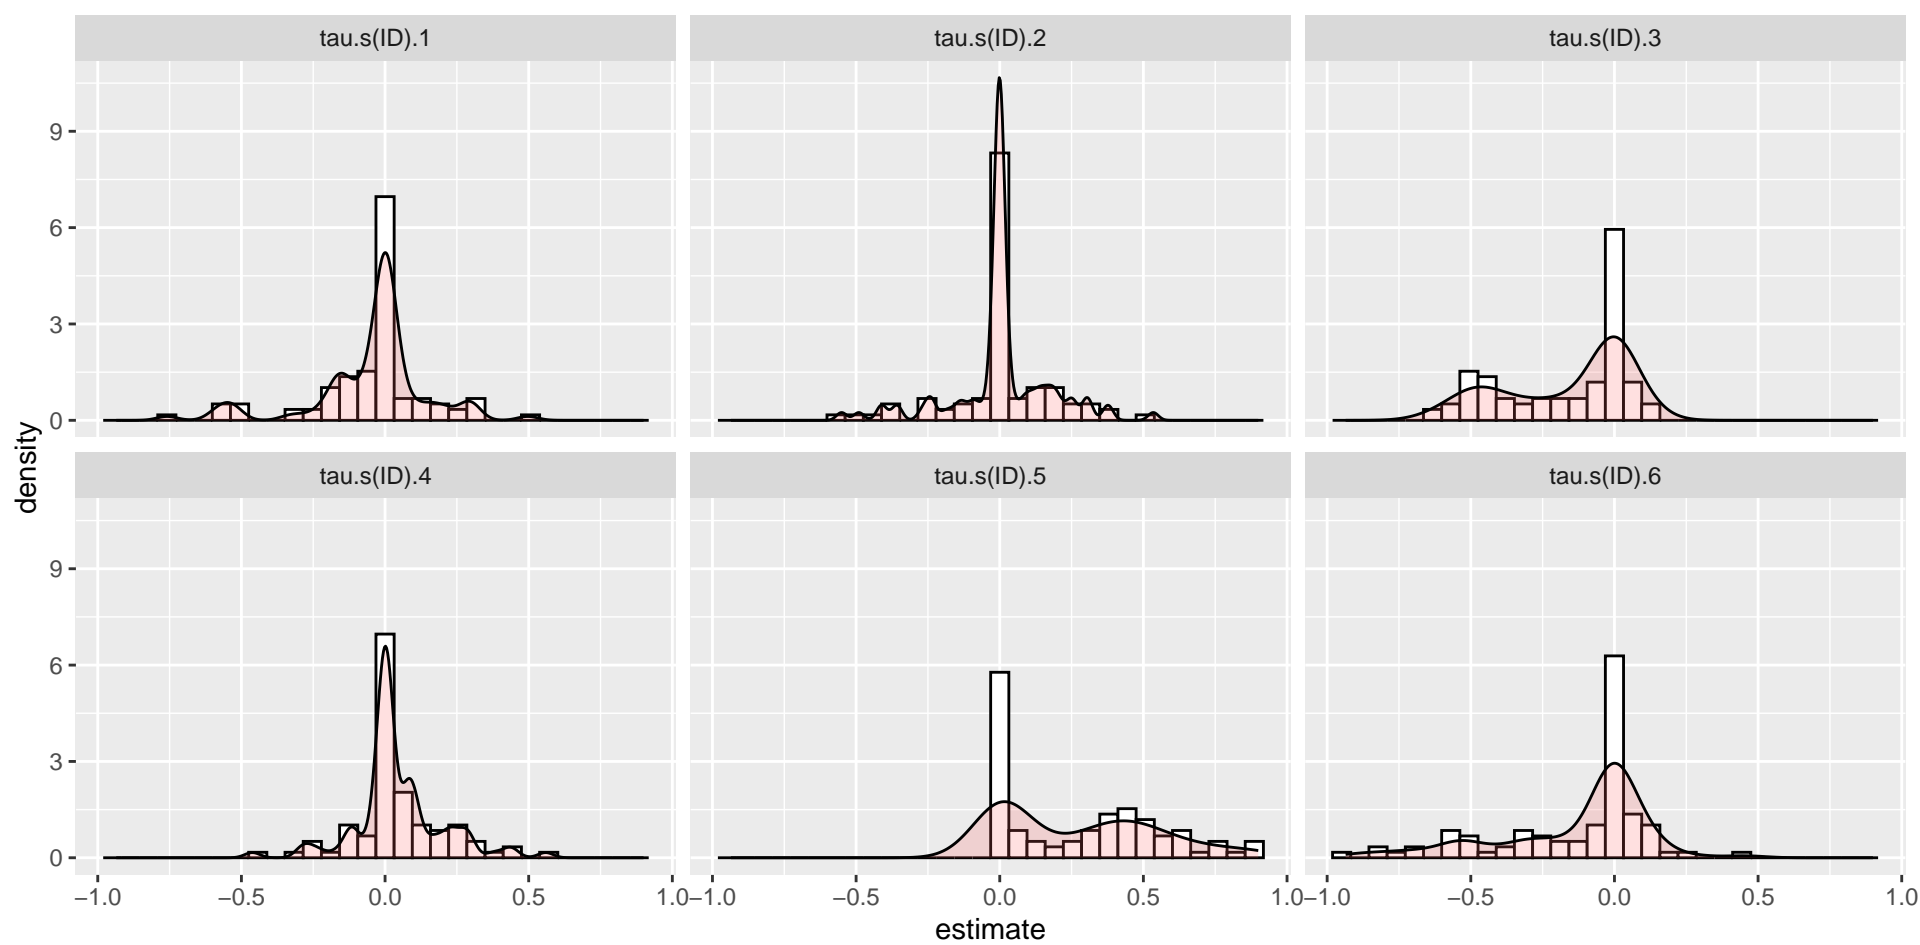 tau.s(ID).1 tau.s(ID).2 tau.s(ID).3
9
6
3
0
tau.s(ID).4 tau.s(ID).5 tau.s(ID).6
9
6
3
0
density
−1.0 −0.5 0.0 0.5 1.0 −1.0 −0.5 0.0 0.5 1.0 −1.0 −0.5 0.0 0.5 1.0
estimate